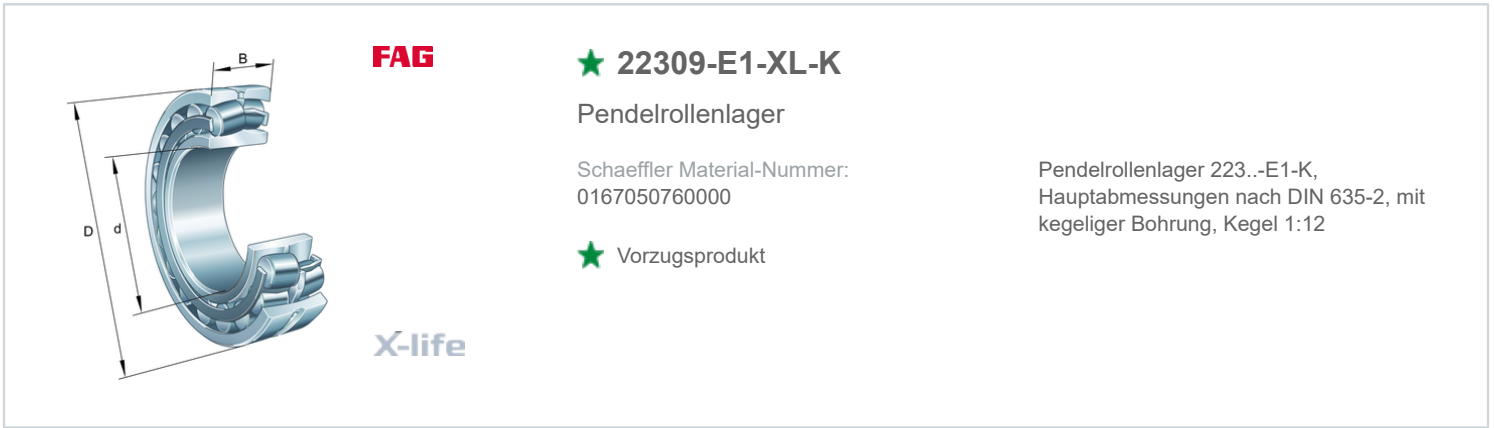 B
D
d
FAG
X-life
22309-E1-XL-K
Pendelrollenlager
Schaeffler Material-Nummer:
0167050760000
Vorzugsprodukt
Pendelrollenlager 223..-E1-K,
Hauptabmessungen nach DIN 635-2, mit
kegeliger Bohrung, Kegel 1:12